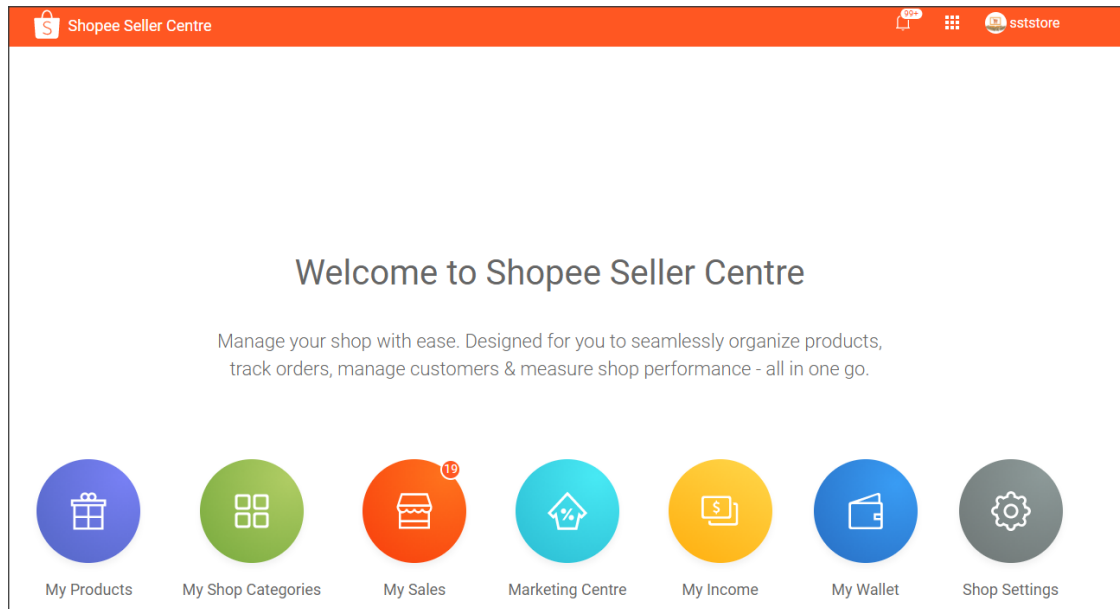 Shopee Seller Centre
99+
sststore
Welcome to Shopee Seller Centre
Manage your shop with ease. Designed for you to seamlessly organize products,
track orders, manage customers & measure shop performance - all in one go.
19
My Products
My Shop Categories
My Sales
Marketing Centre
My Income
My Wallet
Shop Settings